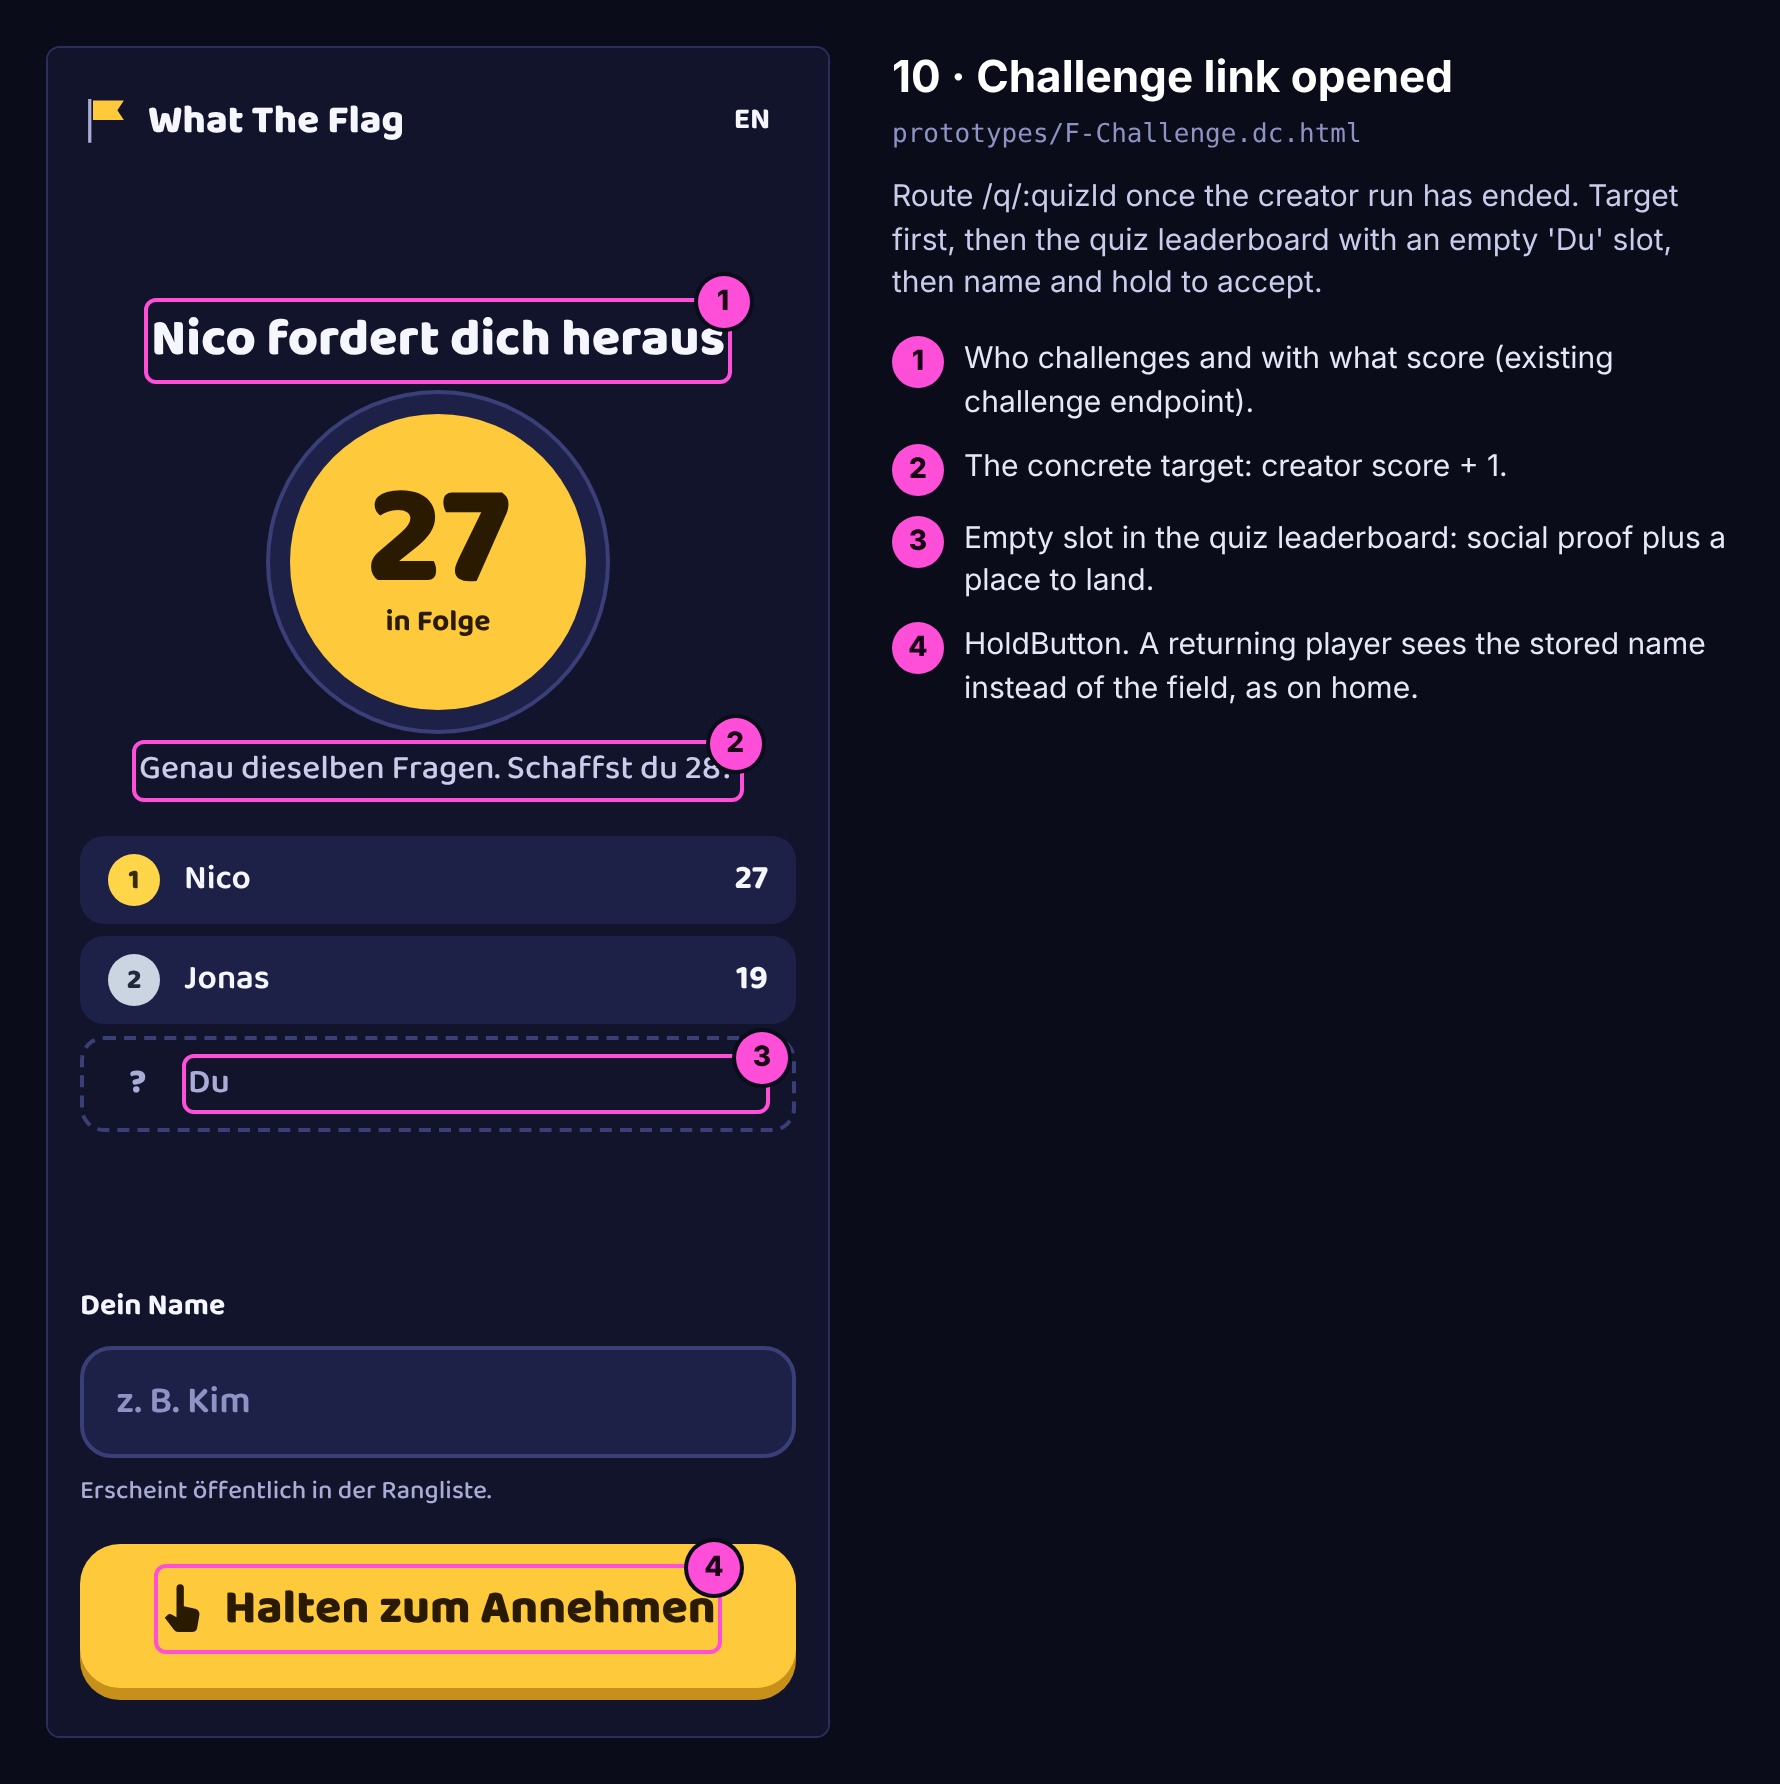 What The Flag
EN
1
Nico fordert dich heraus
27
in Folge
2
Genau dieselben Fragen. Schaffst du 28?
1
Nico
27
2
Jonas
19
3
?
Du
Dein Name
z. B. Kim
Erscheint öffentlich in der Rangliste.
4
Halten zum Annehmen
10 · Challenge link opened
prototypes/F-Challenge.dc.html
Route /q/:quizId once the creator run has ended. Target
first, then the quiz leaderboard with an empty 'Du' slot,
then name and hold to accept.
1
Who challenges and with what score (existing
challenge endpoint).
2
The concrete target: creator score + 1.
3
Empty slot in the quiz leaderboard: social proof plus a
place to land.
4
HoldButton. A returning player sees the stored name
instead of the field, as on home.